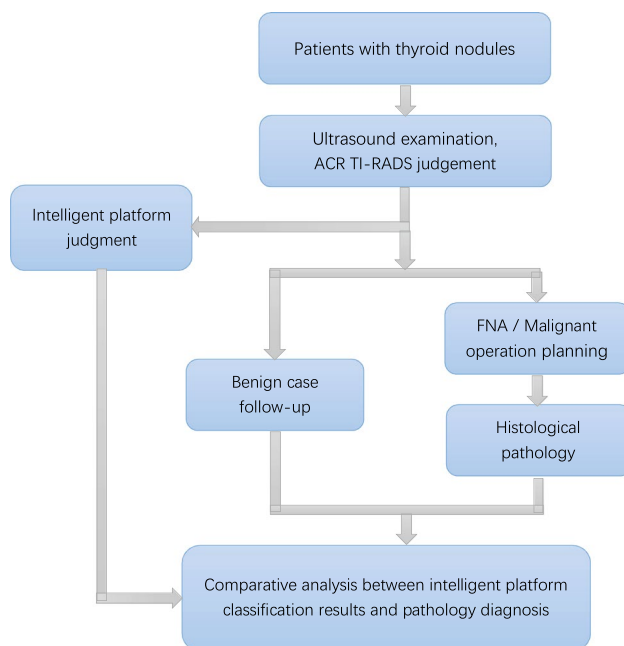 Patients with thyroid nodules
Ultrasound examination,
ACR TI-RADS judgement
Intelligent platform
judgment
FNA / Malignant
operation planning
Benign case
follow-up
Histological
pathology
Comparative analysis between intelligent platform
classification results and pathology diagnosis